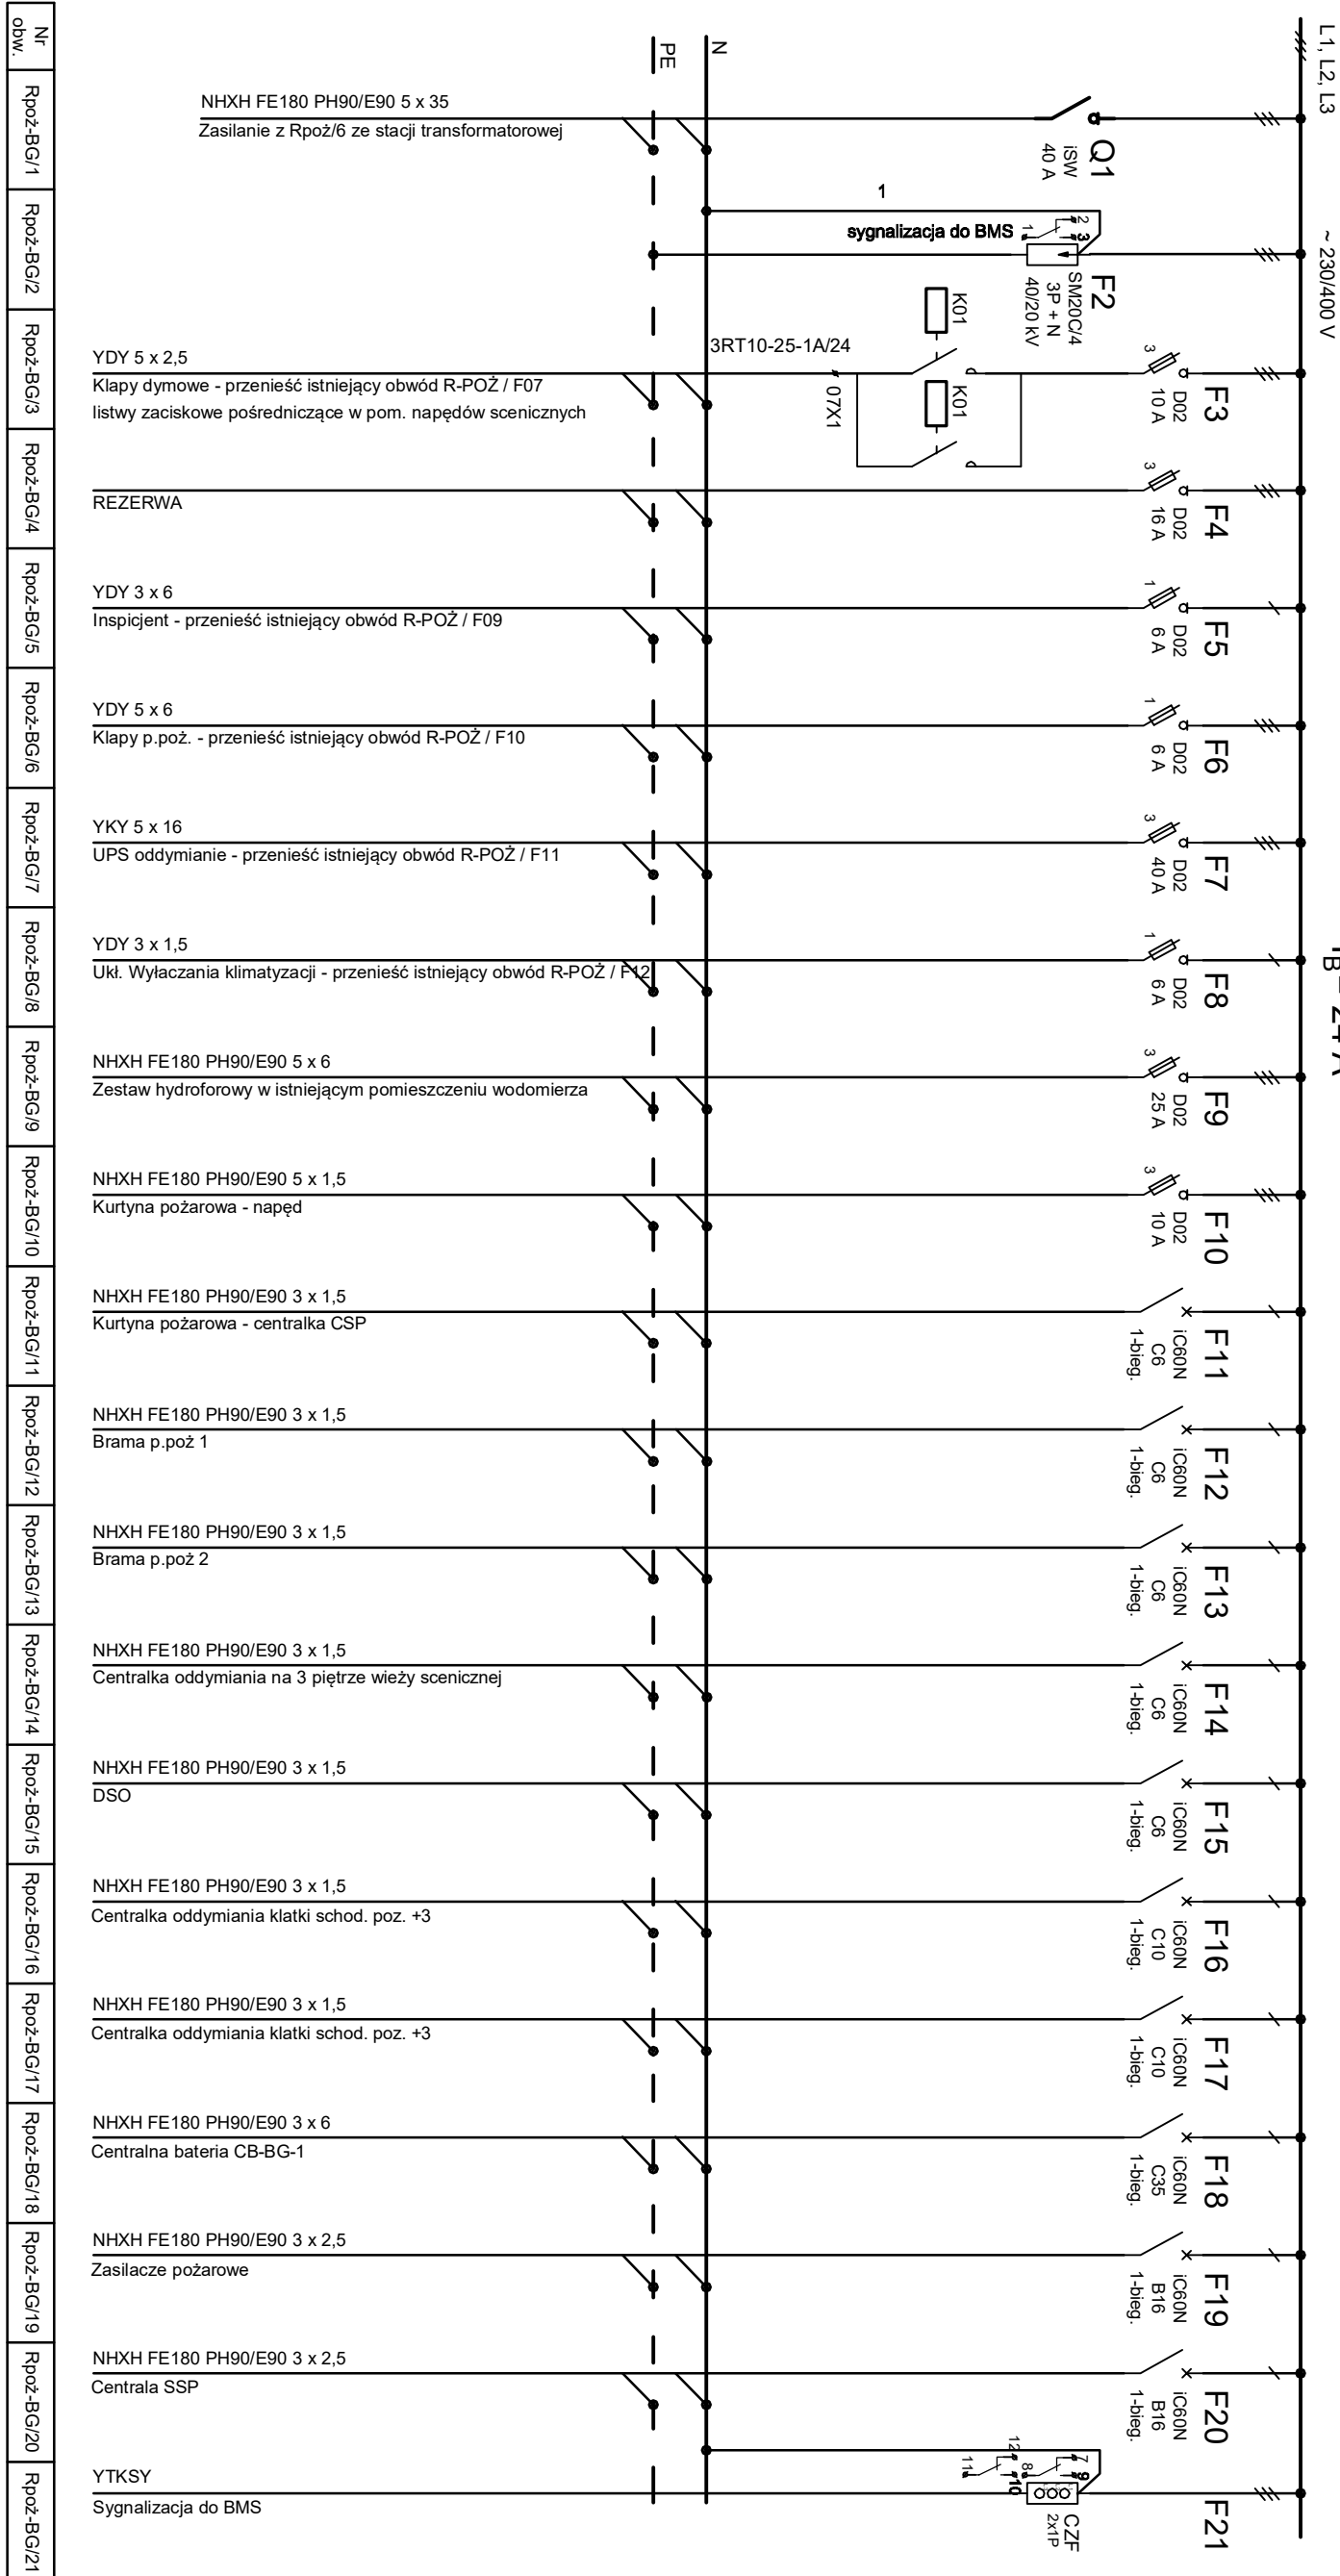 L1, L2, L3
~ 230/400 V
N
PE
Nr
obw.
Rpoż-BG/1
NHXH FE180 PH90/E90 5 x 35
Zasilanie z Rpoż/6 ze stacji transformatorowej
Q1
iSW
40 A
Rpoż-BG/2
1
sygnalizacja do BMS
1
2
3
F2
SM20C/4
3P + N
40/20 kV
Rpoż-BG/3
YDY 5 x 2,5
Klapy dymowe - przenieść istniejący obwód R-POŻ / F07
listwy zaciskowe pośredniczące w pom. napędów scenicznych
3RT10-25-1A/24
07X1
K01
K01
3
F3
D02
10 A
Rpoż-BG/4
REZERWA
3
F4
D02
16 A
Rpoż-BG/5
YDY 3 x 6
Inspicjent - przenieść istniejący obwód R-POŻ / F09
1
F5
D02
6 A
Rpoż-BG/6
YDY 5 x 6
Klapy p.poż. - przenieść istniejący obwód R-POŻ / F10
1
F6
D02
6 A
Rpoż-BG/7
YKY 5 x 16
UPS oddymianie - przenieść istniejący obwód R-POŻ / F11
3
F7
D02
40 A
Rpoż-BG/8
YDY 3 x 1,5
Ukł. Wyłaczania klimatyzacji - przenieść istniejący obwód R-POŻ / F12
1
F8
D02
6 A
Rpoż-BG/9
NHXH FE180 PH90/E90 5 x 6
Zestaw hydroforowy w istniejącym pomieszczeniu wodomierza
3
F9
D02
25 A
Rpoż-BG/10
NHXH FE180 PH90/E90 5 x 1,5
Kurtyna pożarowa - napęd
3
F10
D02
10 A
Rpoż-BG/11
NHXH FE180 PH90/E90 3 x 1,5
Kurtyna pożarowa - centralka CSP
F11
iC60N
C6
1-bieg.
Rpoż-BG/12
NHXH FE180 PH90/E90 3 x 1,5
Brama p.poż 1
F12
iC60N
C6
1-bieg.
Rpoż-BG/13
NHXH FE180 PH90/E90 3 x 1,5
Brama p.poż 2
F13
iC60N
C6
1-bieg.
Rpoż-BG/14
NHXH FE180 PH90/E90 3 x 1,5
Centralka oddymiania na 3 piętrze wieży scenicznej
F14
iC60N
C6
1-bieg.
Rpoż-BG/15
NHXH FE180 PH90/E90 3 x 1,5
DSO
F15
iC60N
C6
1-bieg.
Rpoż-BG/16
NHXH FE180 PH90/E90 3 x 1,5
Centralka oddymiania klatki schod. poz. +3
F16
iC60N
C10
1-bieg.
Rpoż-BG/17
NHXH FE180 PH90/E90 3 x 1,5
Centralka oddymiania klatki schod. poz. +3
F17
iC60N
C10
1-bieg.
Rpoż-BG/18
NHXH FE180 PH90/E90 3 x 6
Centralna bateria CB-BG-1
F18
iC60N
C35
1-bieg.
Rpoż-BG/19
NHXH FE180 PH90/E90 3 x 2,5
Zasilacze pożarowe
F19
iC60N
B16
1-bieg.
Rpoż-BG/20
NHXH FE180 PH90/E90 3 x 2,5
Centrala SSP
F20
iC60N
B16
1-bieg.
Rpoż-BG/21
YTKSY
Sygnalizacja do BMS
12
11
10
7
8
9
F21
CZF
2x1P